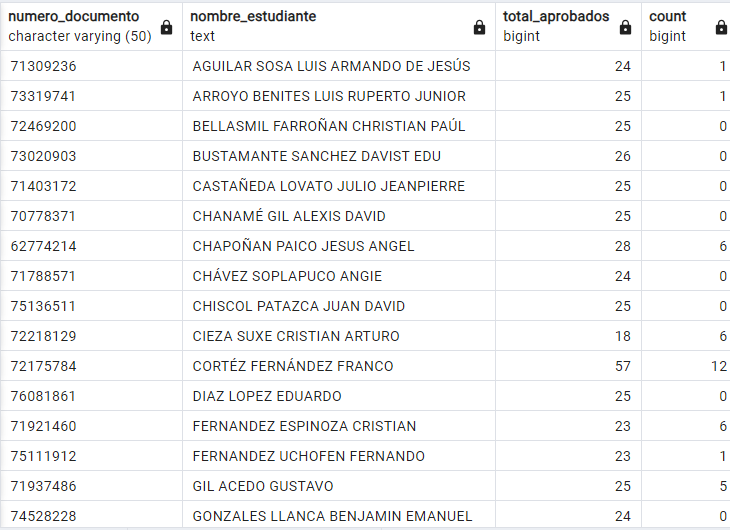 numero_documento nombre_estudiante total_aprobados count
character varying (50) text bigint bigint
71309236 AGUILAR SOSA LUIS ARMANDO DE JESÚS 24 1
73319741 ARROYO BENITES LUIS RUPERTO JUNIOR 25 1
72469200 BELLASMIL FARROÑAN CHRISTIAN PAÚL 25 0
73020903 BUSTAMANTE SANCHEZ DAVIST EDU 26 0
71403172 CASTAÑEDA LOVATO JULIO JEANPIERRE 25 0
70778371 CHANAMÉ GIL ALEXIS DAVID 25 0
62774214 CHAPOÑAN PAICO JESUS ANGEL 28 6
71788571 CHÁVEZ SOPLAPUCO ANGIE 24 0
75136511 CHISCOL PATAZCA JUAN DAVID 25 0
72218129 CIEZA SUXE CRISTIAN ARTURO 18 6
72175784 CORTÉZ FERNÁNDEZ FRANCO 57 12
76081861 DIAZ LOPEZ EDUARDO 25 0
71921460 FERNANDEZ ESPINOZA CRISTIAN 23 6
75111912 FERNANDEZ UCHOFEN FERNANDO 23 1
71937486 GIL ACEDO GUSTAVO 25 5
74528228 GONZALES LLANCA BENJAMIN EMANUEL 24 0